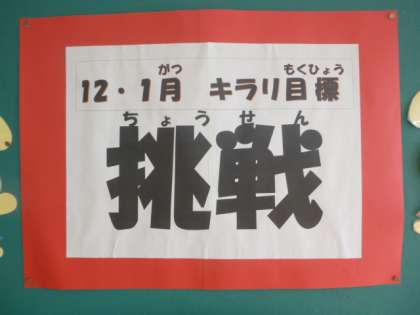 がつ もくひょう
12・1月 キラリ目標
ちょうせん
挑戦